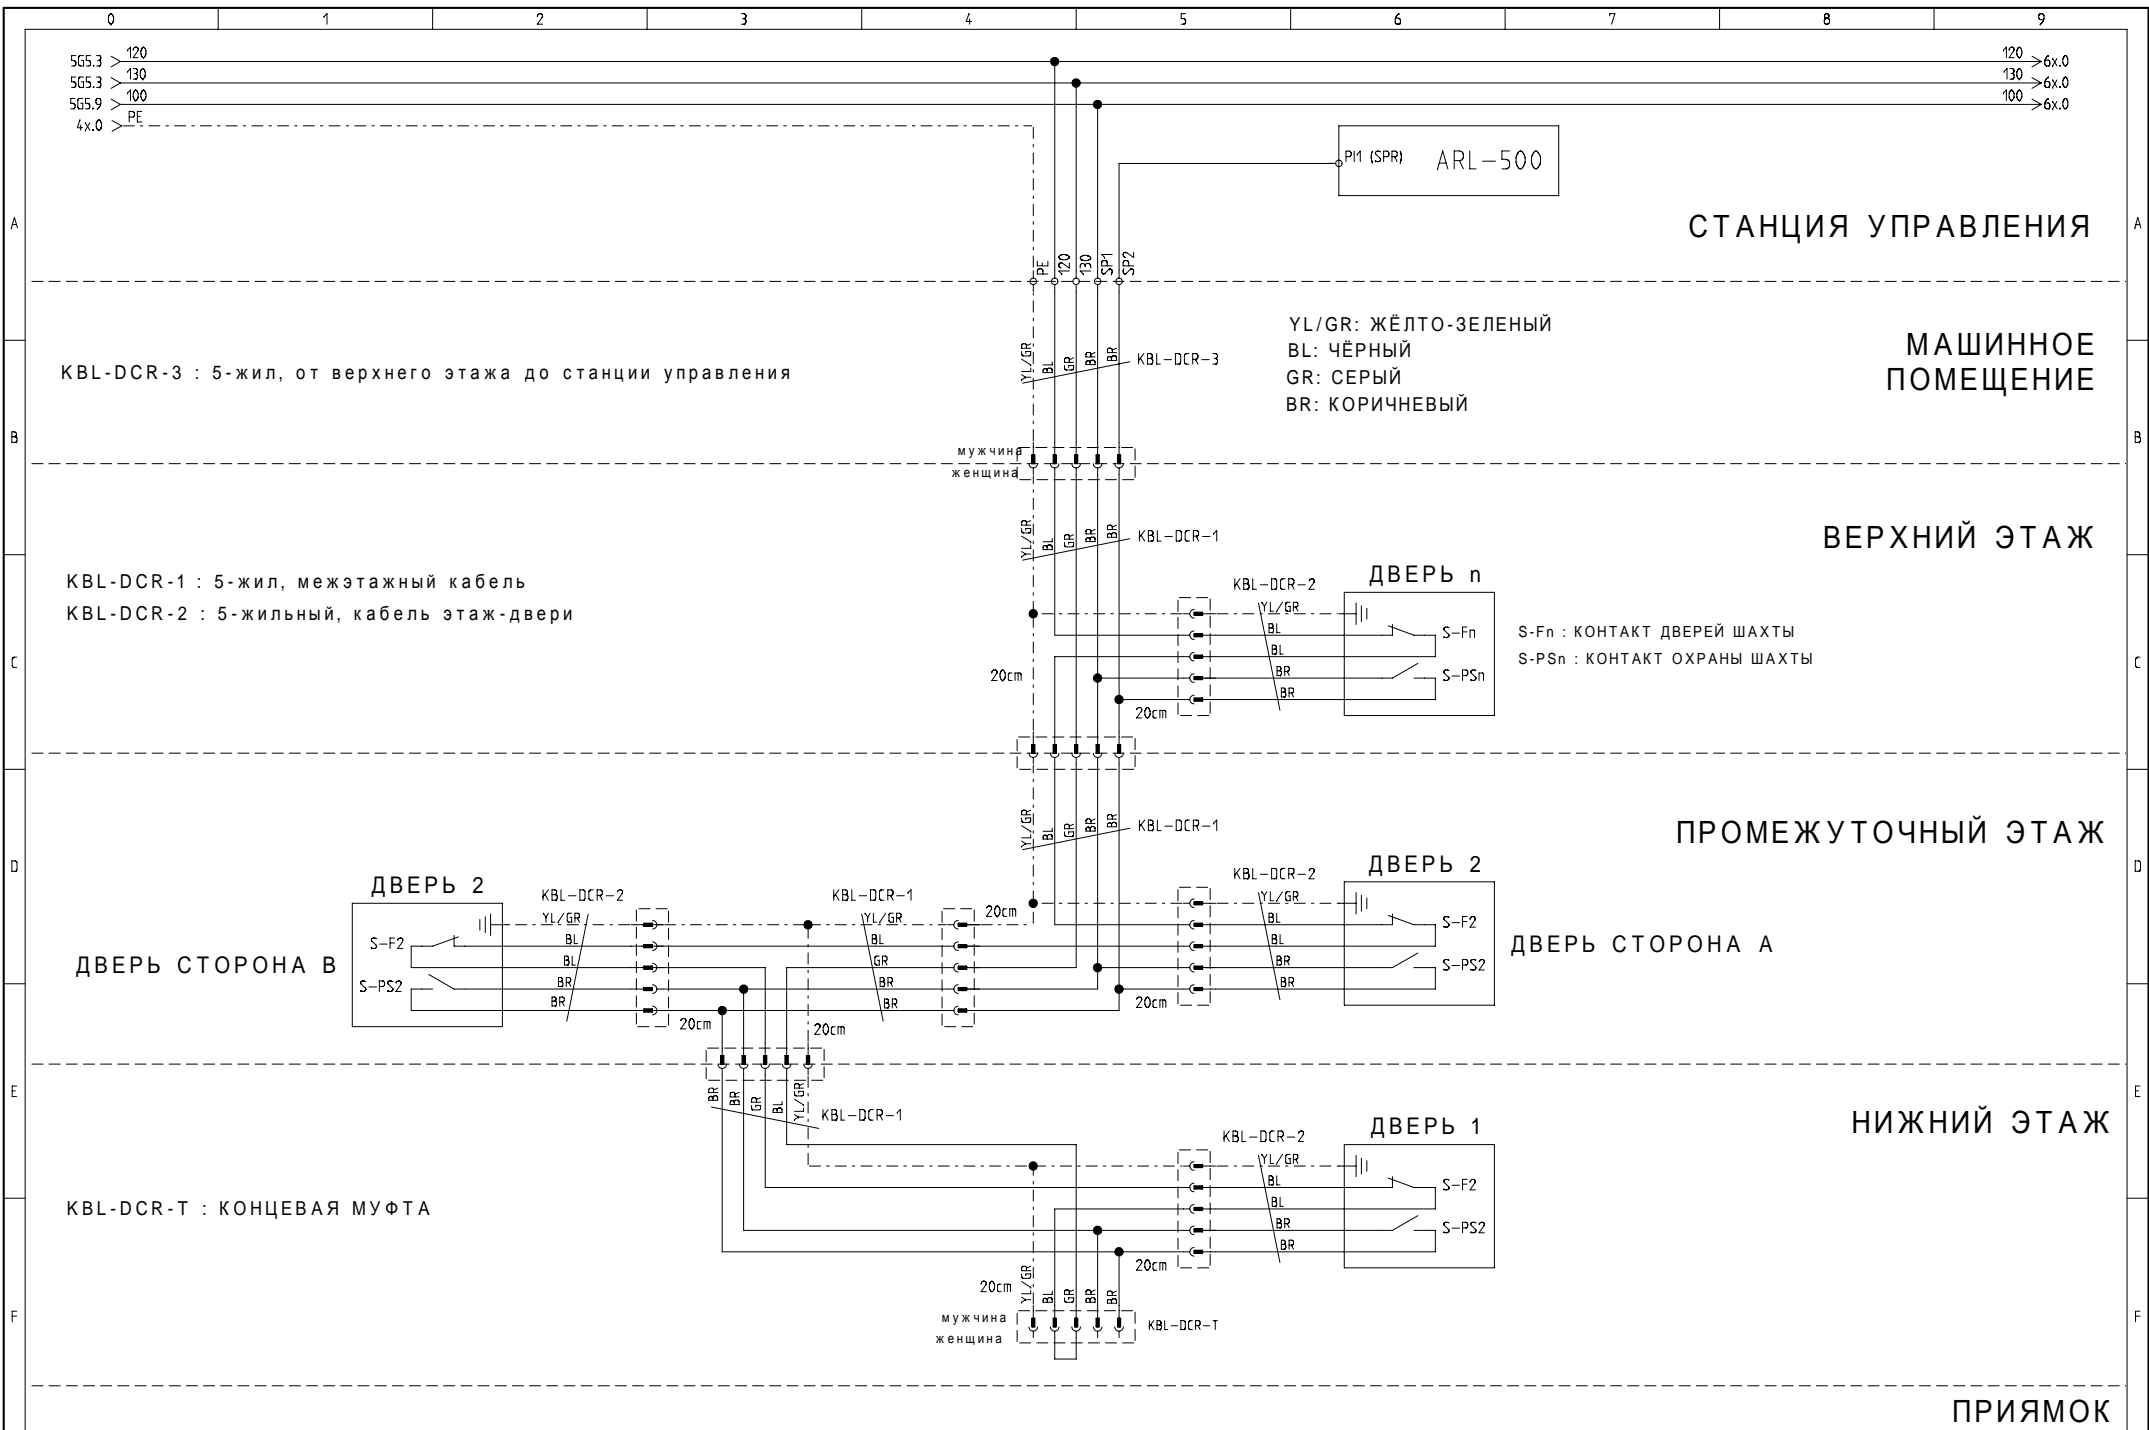 0 1 2 3 4 5 6 7 8 9
5G5.3 120 120 6x.0
5G5.3 130 130 6x.0
5G5.9 100 100 6x.0
4x.0 PE
PI1 (SPR) ARL-500
A A
СТАНЦИЯ УПРАВЛЕНИЯ
PE 120 130 SP1 SP2
YL/GR: ЖЁЛТО-ЗЕЛЕНЫЙ
BL: ЧЁРНЫЙ
GR: СЕРЫЙ
BR: КОРИЧНЕВЫЙ
МАШИННОЕ
ПОМЕЩЕНИЕ
KBL-DCR-3 : 5-жил, от верхнего этажа до станции управления
YL/GR BL GR BR BR KBL-DCR-3
B B
мужчина
женщина
YL/GR BL GR BR BR KBL-DCR-1
ВЕРХНИЙ ЭТАЖ
KBL-DCR-1 : 5-жил, межэтажный кабель
KBL-DCR-2 : 5-жильный, кабель этаж-двери
KBL-DCR-2
ДВЕРЬ n
YL/GR
BL S-Fn
BL
BR S-PSn
BR
S-Fn : КОНТАКТ ДВЕРЕЙ ШАХТЫ
S-PSn : КОНТАКТ ОХРАНЫ ШАХТЫ
C C
20cm
20cm
YL/GR BL GR BR BR KBL-DCR-1
ПРОМЕЖУТОЧНЫЙ ЭТАЖ
D D
ДВЕРЬ 2
KBL-DCR-2
KBL-DCR-1
KBL-DCR-2
ДВЕРЬ 2
YL/GR YL/GR 20cm YL/GR
S-F2 BL BL BL S-F2
BL GR BL
S-PS2 BR BR BR S-PS2
BR BR BR
ДВЕРЬ СТОРОНА B
ДВЕРЬ СТОРОНА A
20cm 20cm 20cm
E E
BR BR GR BL YL/GR KBL-DCR-1
НИЖНИЙ ЭТАЖ
KBL-DCR-2
ДВЕРЬ 1
YL/GR
BL S-F2
BL
BR S-PS2
BR
KBL-DCR-T : КОНЦЕВАЯ МУФТА
20cm
20cm YL/GR BL GR BR BR
F F
мужчина
женщина
KBL-DCR-T
ПРИЯМОК